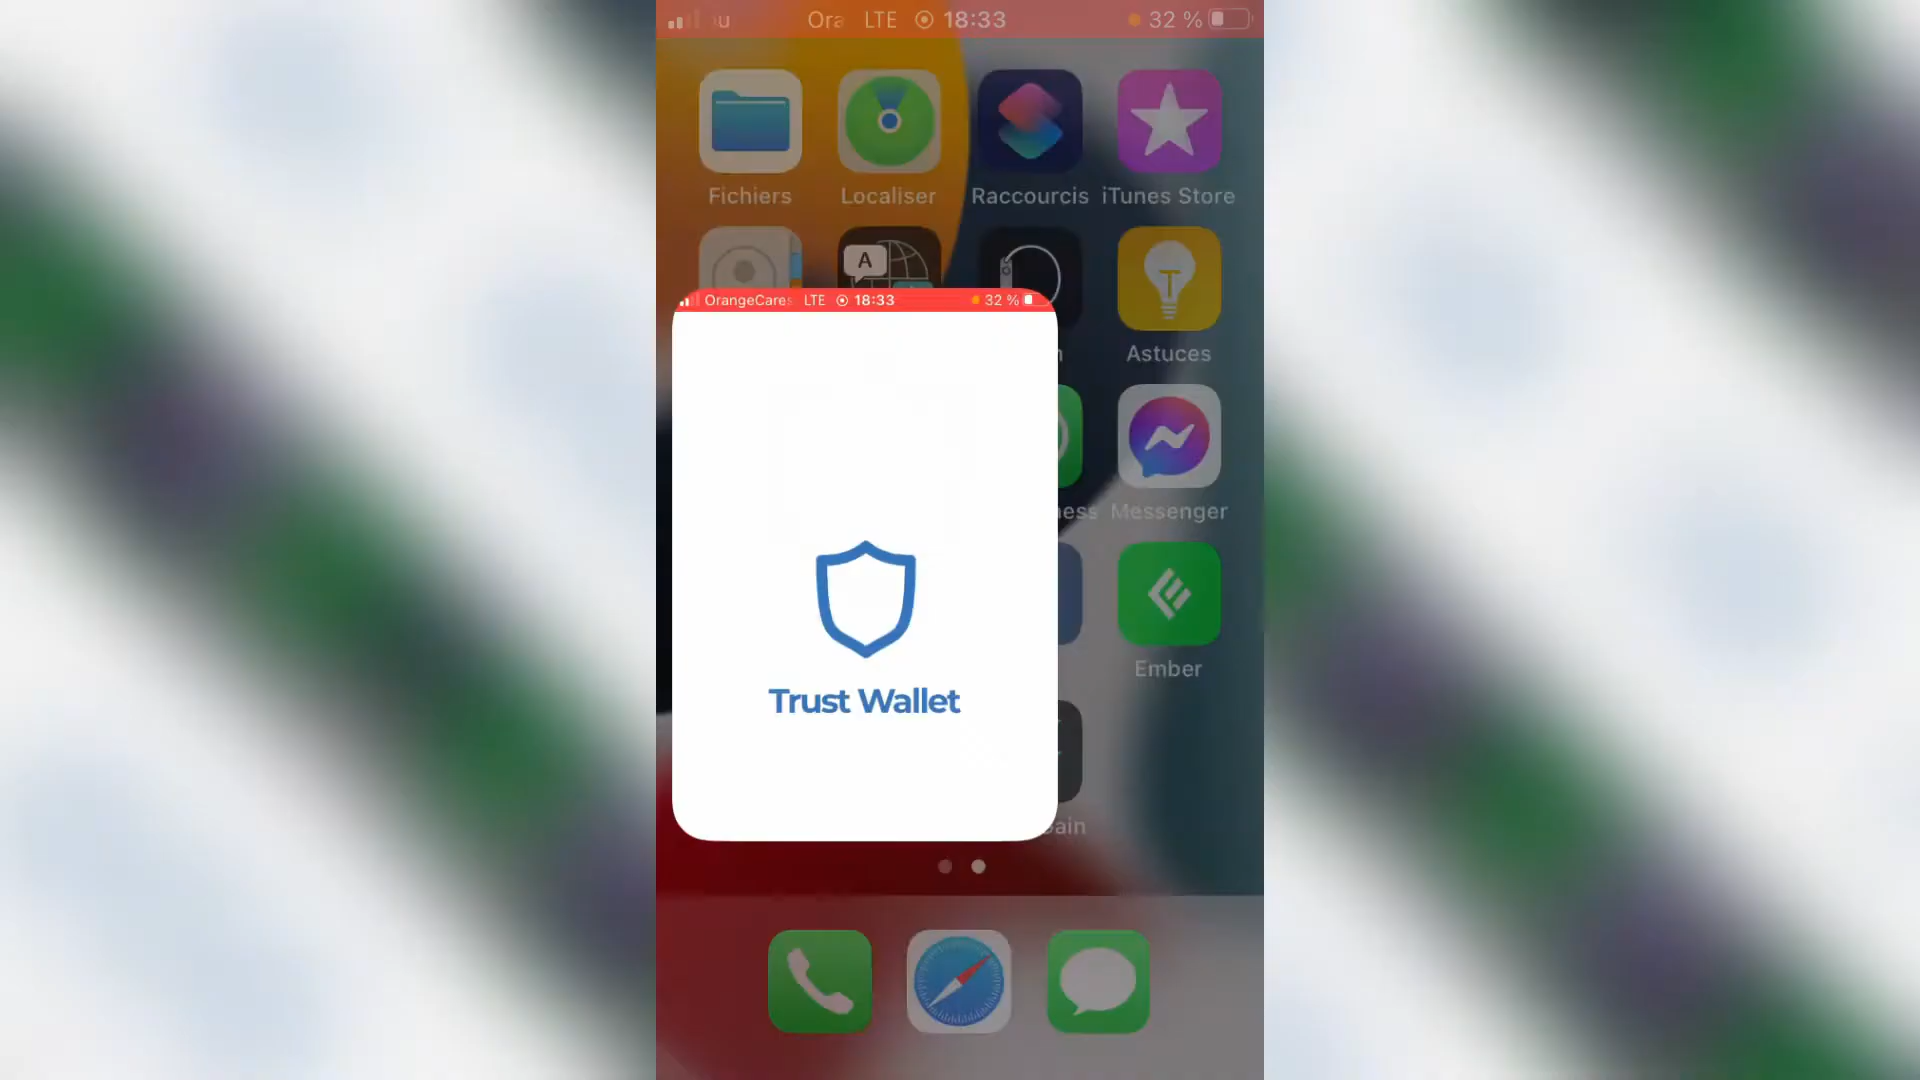 LTE 18:33 32 %
Fichiers Localiser Raccourcis iTunes Store
A
OrangeCares LTE 18:33 32 %
Astuces
Messenger
Trust Wallet
Ember